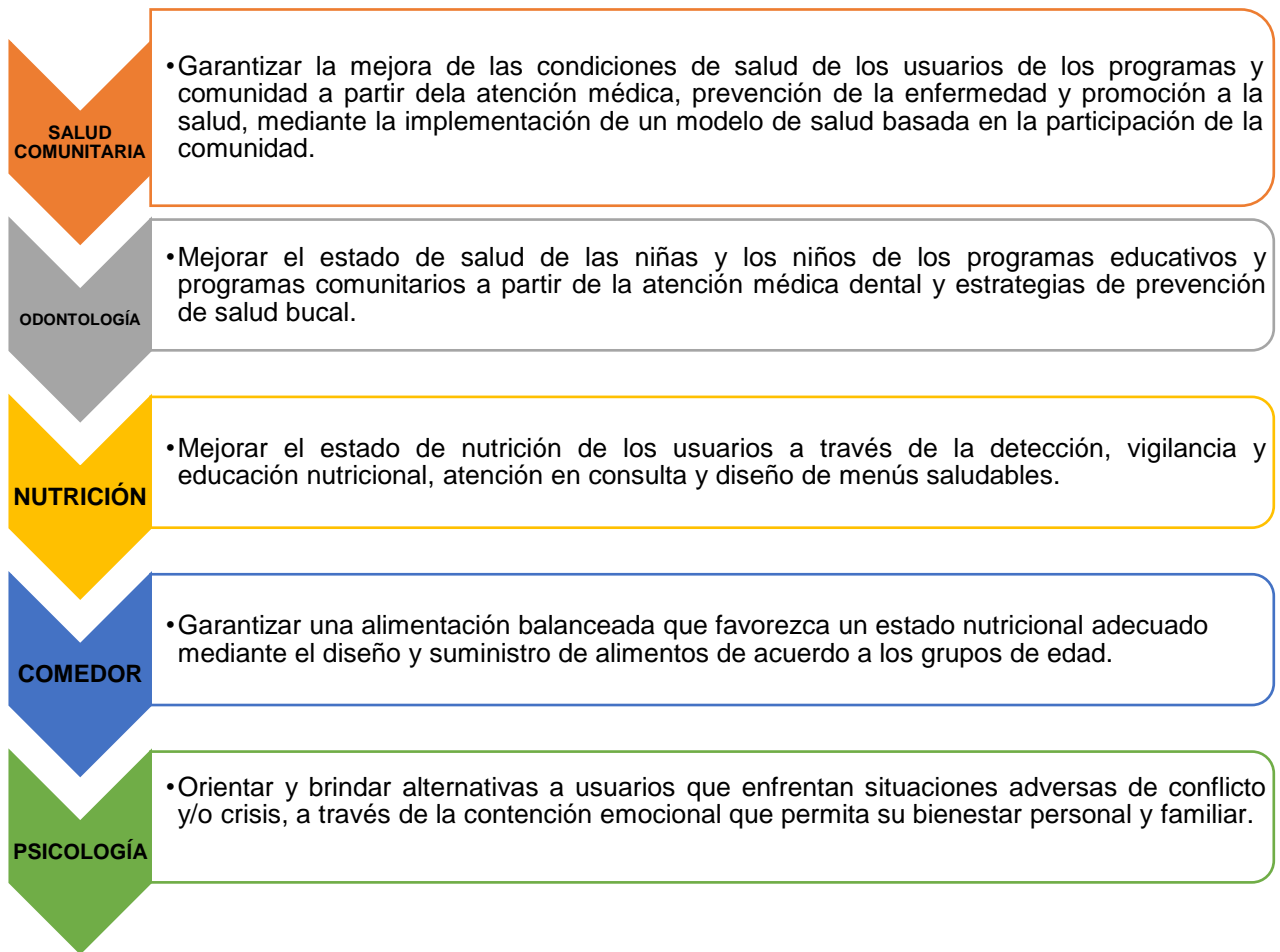 SALUD
COMUNITARIA
•Garantizar la mejora de las condiciones de salud de los usuarios de los programas y
comunidad a partir dela atención médica, prevención de la enfermedad y promoción a la
salud, mediante la implementación de un modelo de salud basada en la participación de la
comunidad.
ODONTOLOGÍA
•Mejorar el estado de salud de las niñas y los niños de los programas educativos y
programas comunitarios a partir de la atención médica dental y estrategias de prevención
de salud bucal.
NUTRICIÓN
•Mejorar el estado de nutrición de los usuarios a través de la detección, vigilancia y
educación nutricional, atención en consulta y diseño de menús saludables.
COMEDOR
•Garantizar una alimentación balanceada que favorezca un estado nutricional adecuado
mediante el diseño y suministro de alimentos de acuerdo a los grupos de edad.
PSICOLOGÍA
•Orientar y brindar alternativas a usuarios que enfrentan situaciones adversas de conflicto
y/o crisis, a través de la contención emocional que permita su bienestar personal y familiar.